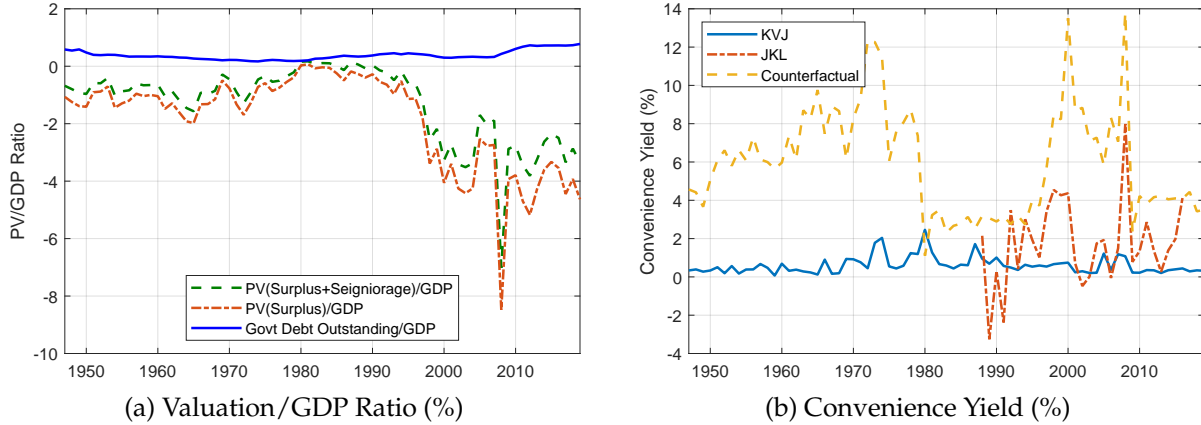 2
0
-2
-4
-6
-8
-10
PV/GDP Ratio
PV(Surplus+Seigniorage)/GDP
PV(Surplus)/GDP
Govt Debt Outstanding/GDP
1950 1960 1970 1980 1990 2000 2010
(a) Valuation/GDP Ratio (%)
14
12
10
8
6
4
2
0
-2
-4
Convenience Yield (%)
KVJ
JKL
Counterfactual
1950 1960 1970 1980 1990 2000 2010
(b) Convenience Yield (%)